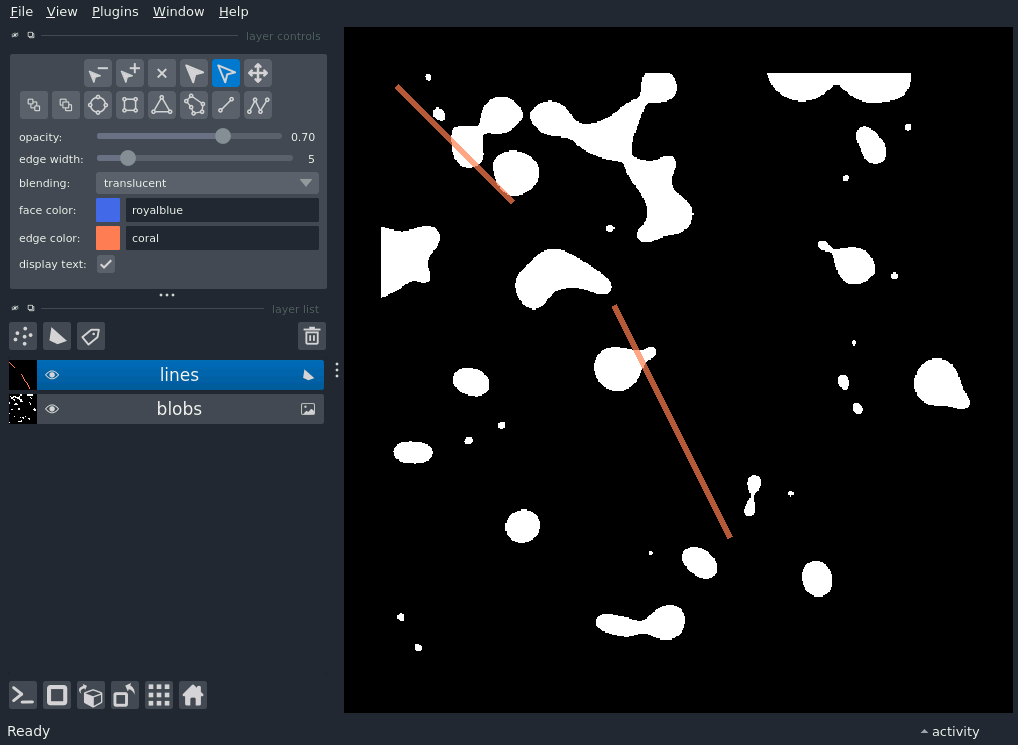 File View Plugins Window Help
layer controls
opacity: 0.70
edge width: 5
blending: translucent
face color: royalblue
edge color: coral
display text:
layer list
lines
blobs
Ready
activity